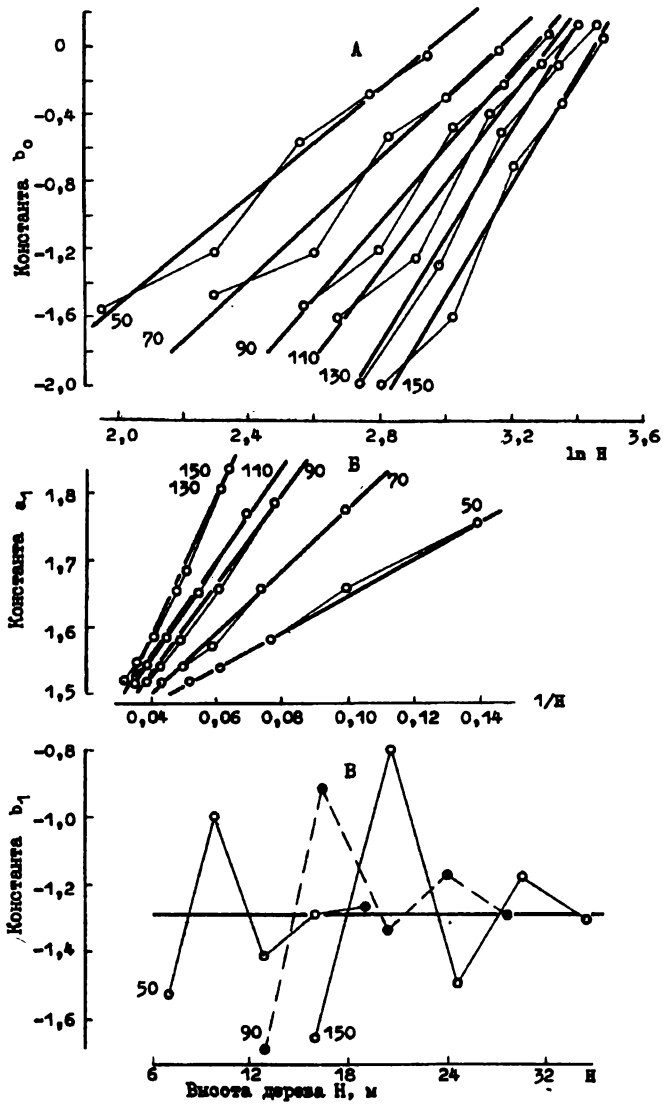 0
-0,4
-0,8
-1,2
-1,6
-2,0
Константа b₀
А
50
70
90
110
130
150
2,0 2,4 2,8 3,2 3,6
ln H
Константа a₁
1,8
1,7
1,6
1,5
Б
150
130
110
90
70
50
0,04 0,06 0,08 0,10 0,12 0,14
1/H
Константа b₁
-0,8
-1,0
-1,2
-1,4
-1,6
В
50
90
150
6 12 18 24 32 H
Высота дерева H, м